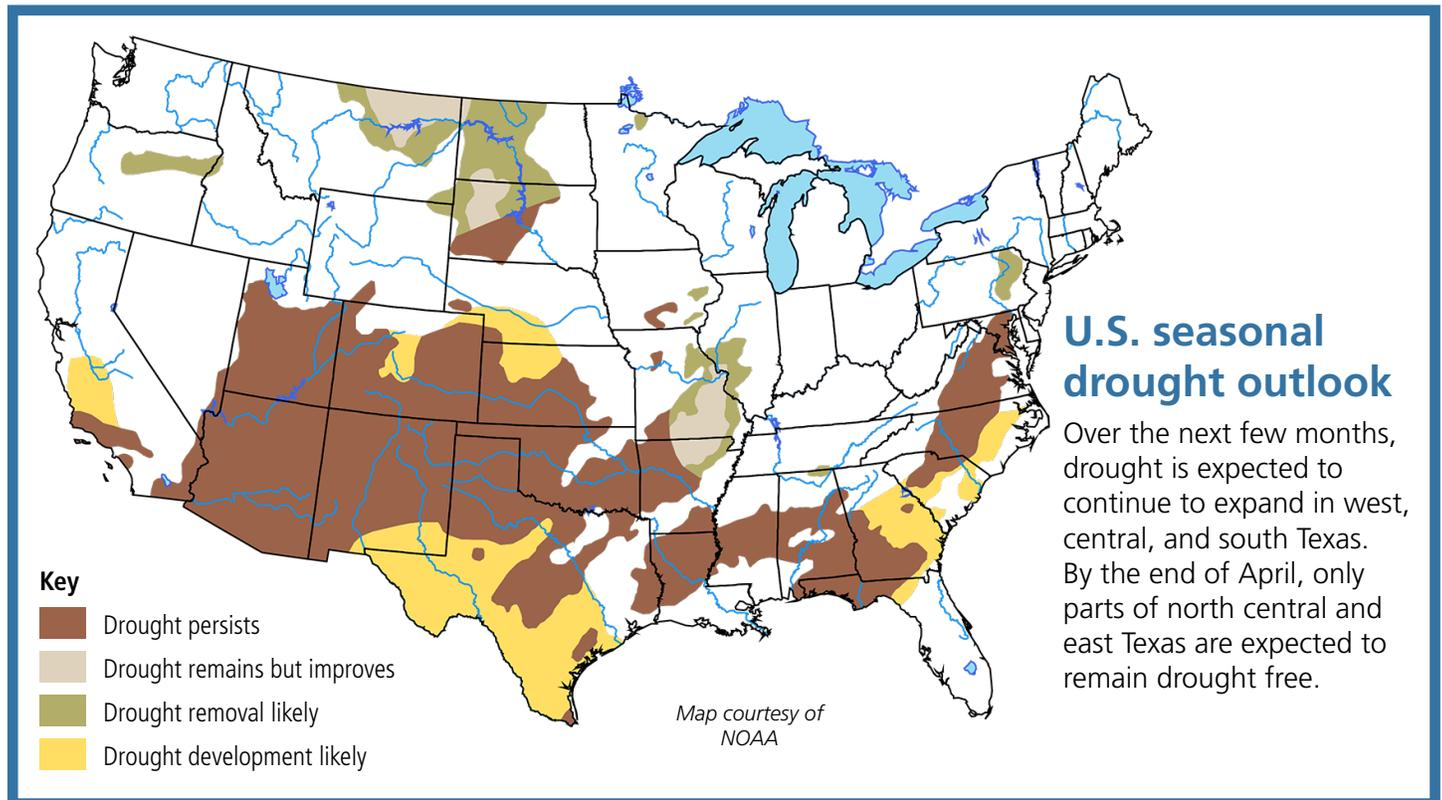 U.S. seasonal
drought outlook
Over the next few months,
drought is expected to
continue to expand in west,
central, and south Texas.
By the end of April, only
parts of north central and
east Texas are expected to
remain drought free.
Key
Drought persists
Drought remains but improves
Drought removal likely
Drought development likely
Map courtesy of
NOAA